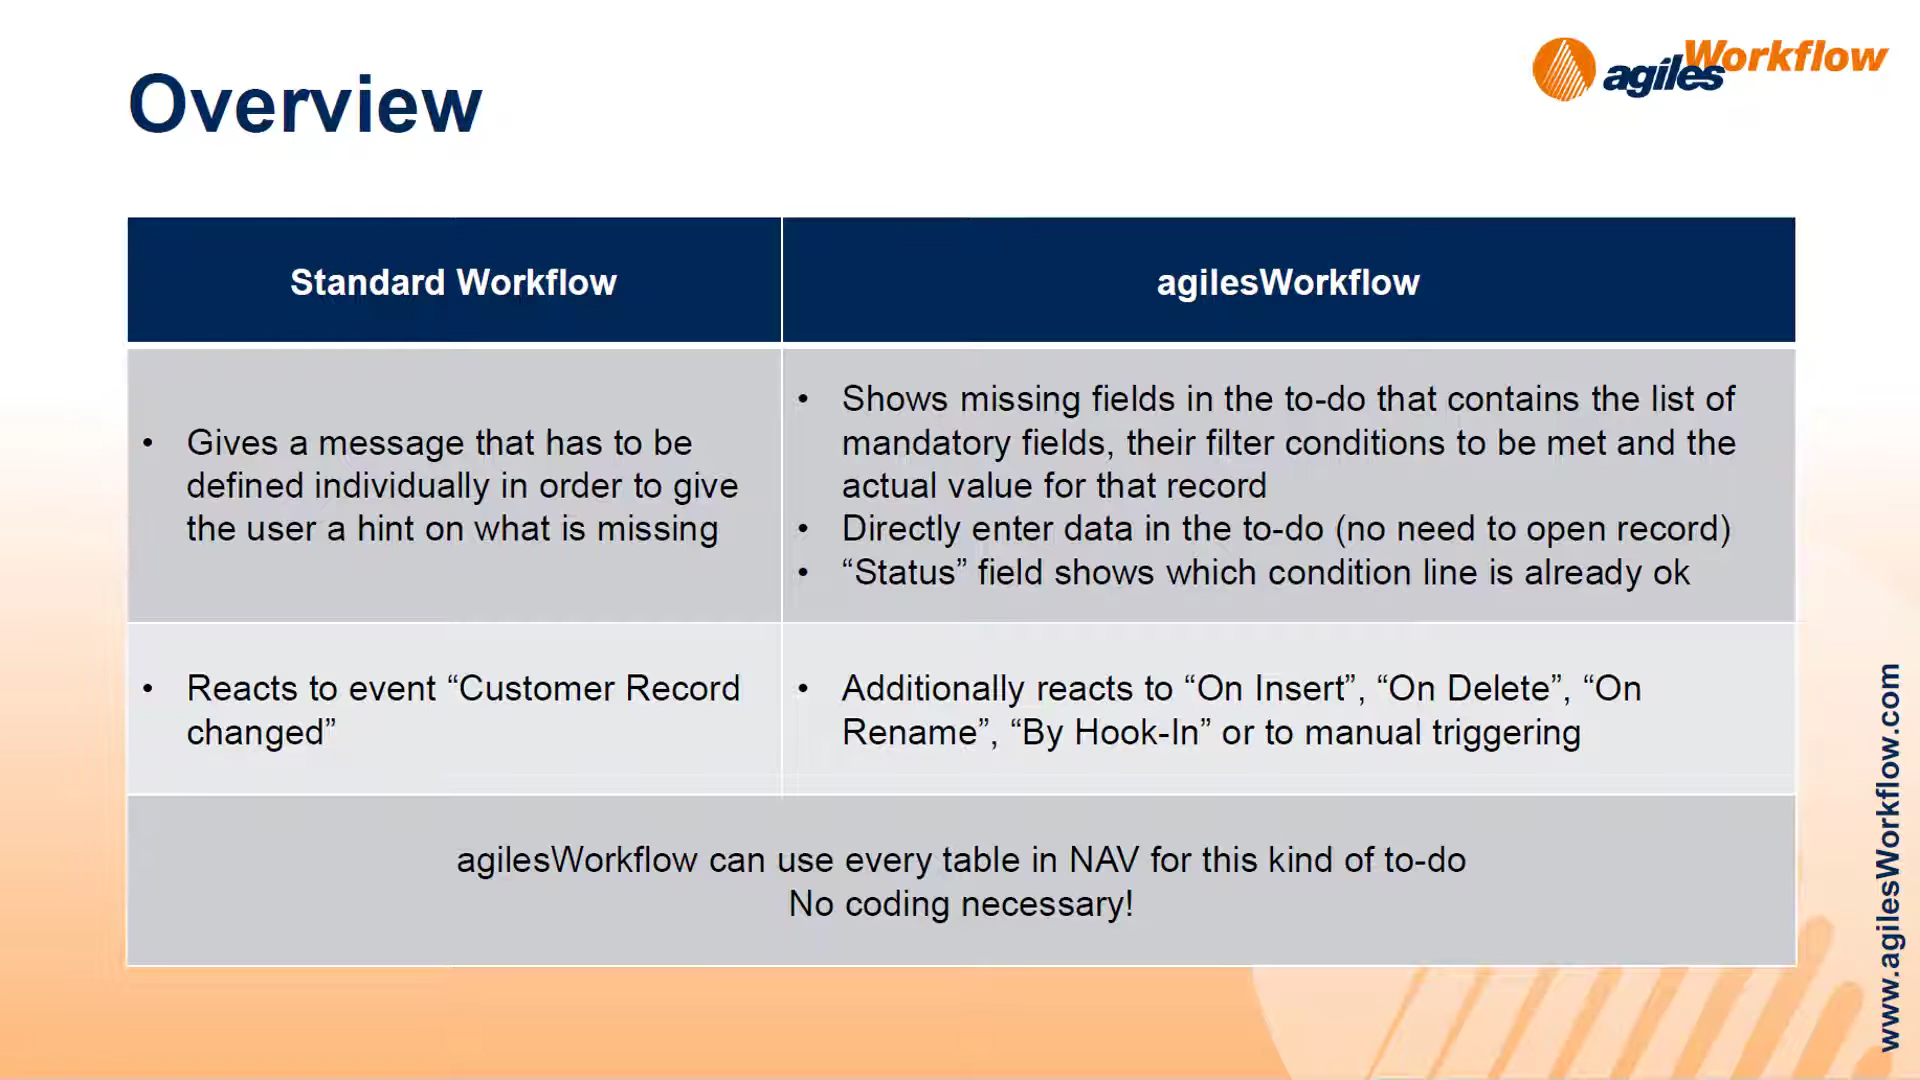 Overview
agilesWorkflow
Standard Workflow
agilesWorkflow
• Gives a message that has to be
defined individually in order to give
the user a hint on what is missing
• Shows missing fields in the to-do that contains the list of
mandatory fields, their filter conditions to be met and the
actual value for that record
• Directly enter data in the to-do (no need to open record)
• “Status” field shows which condition line is already ok
• Reacts to event “Customer Record
changed”
• Additionally reacts to “On Insert”, “On Delete”, “On
Rename”, “By Hook-In” or to manual triggering
agilesWorkflow can use every table in NAV for this kind of to-do
No coding necessary!
www.agilesWorkflow.com